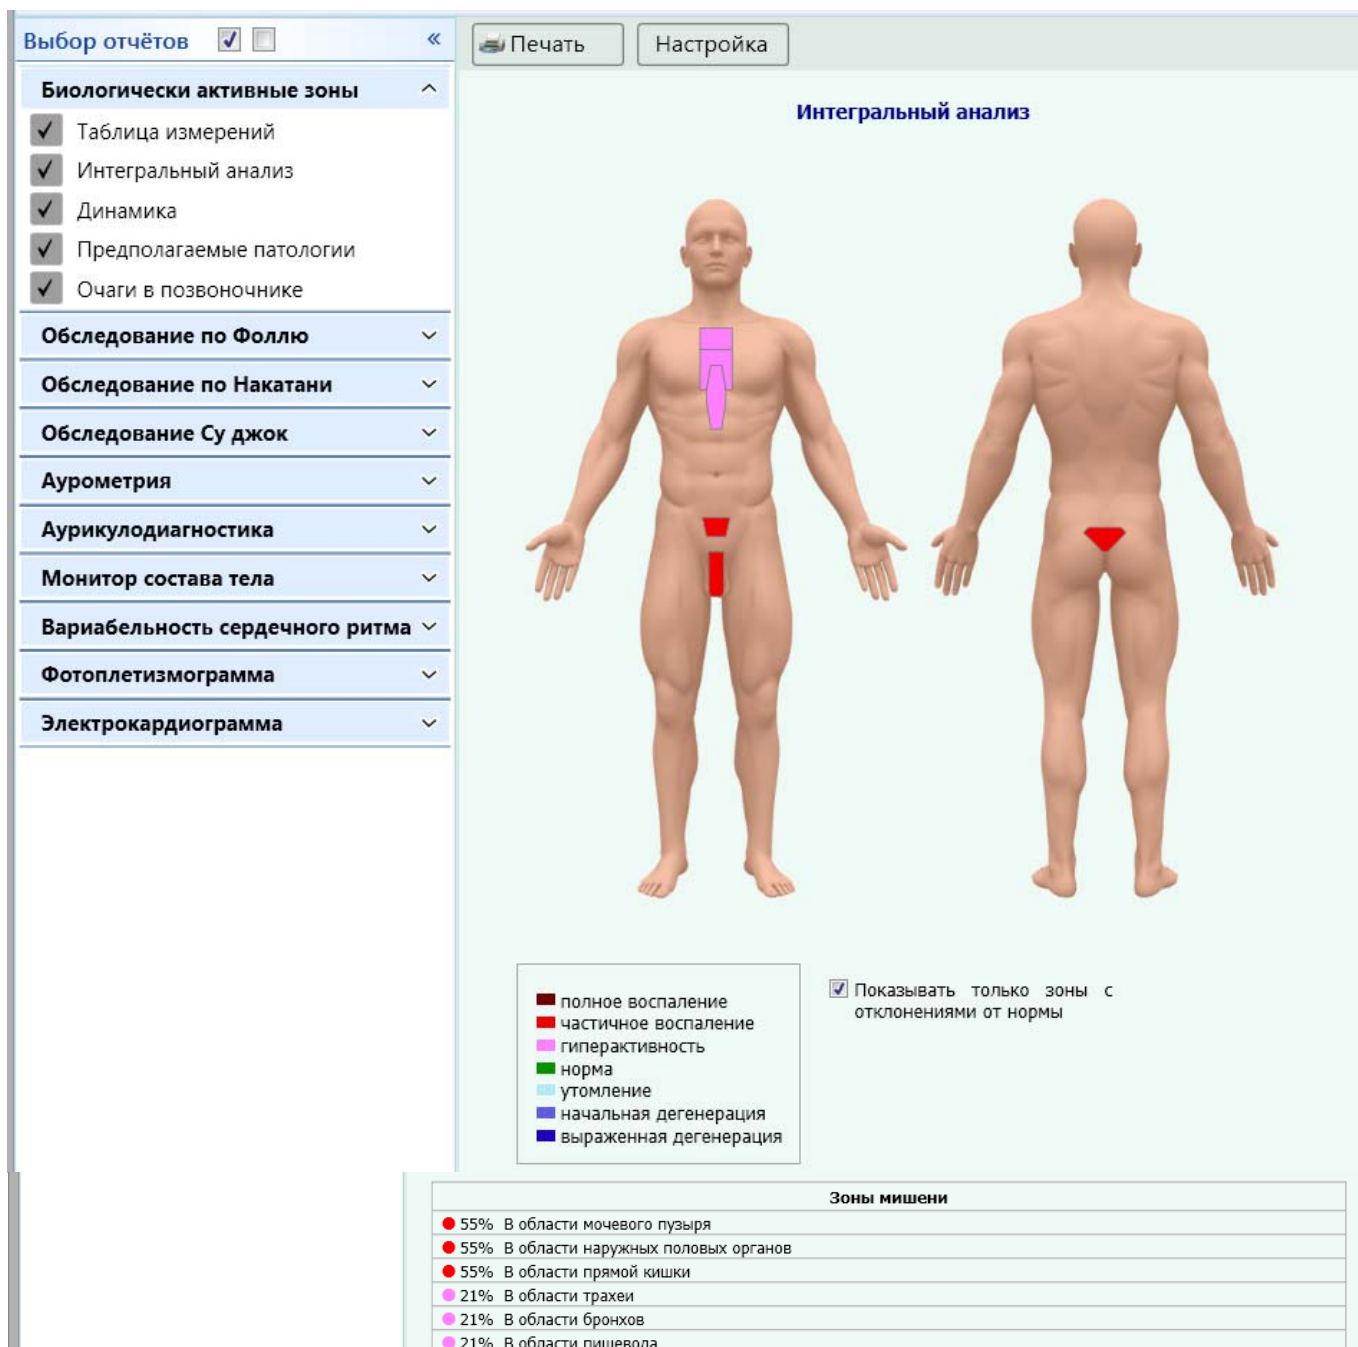 Выбор отчётов
Биологически активные зоны
Таблица измерений
Интегральный анализ
Динамика
Предполагаемые патологии
Очаги в позвоночнике
Обследование по Фоллю
Обследование по Накатани
Обследование Су джок
Аурометрия
Аурикулодиагностика
Монитор состава тела
Вариабельность сердечного ритма
Фотоплетизмограмма
Электрокардиограмма
Печать
Настройка
Интегральный анализ
полное воспаление
частичное воспаление
гиперактивность
норма
утомление
начальная дегенерация
выраженная дегенерация
Показывать только зоны с
отклонениями от нормы
Зоны мишени
55% В области мочевого пузыря
55% В области наружных половых органов
55% В области прямой кишки
21% В области трахеи
21% В области бронхов
21% В области пищевода